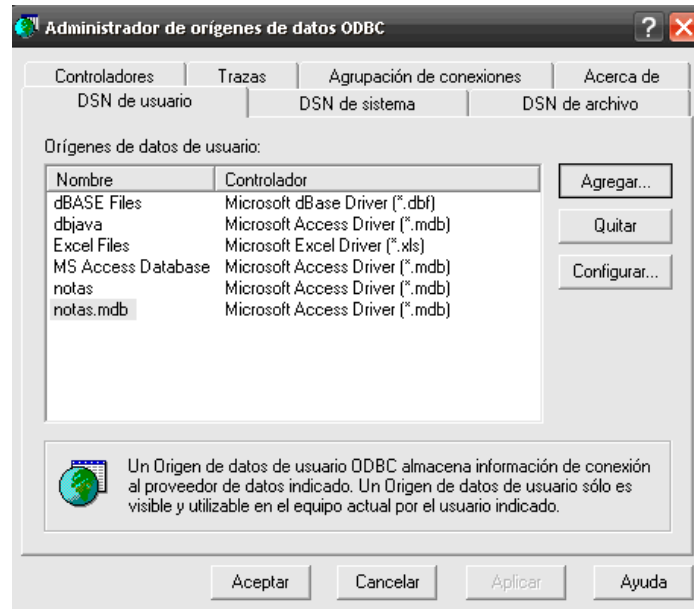 Administrador de orígenes de datos ODBC
Controladores Trazas Agrupación de conexiones Acerca de
DSN de usuario DSN de sistema DSN de archivo
Orígenes de datos de usuario:
Nombre Controlador
dBASE Files Microsoft dBase Driver (*.dbf)
dbjava Microsoft Access Driver (*.mdb)
Excel Files Microsoft Excel Driver (*.xls)
MS Access Database Microsoft Access Driver (*.mdb)
notas Microsoft Access Driver (*.mdb)
notas.mdb Microsoft Access Driver (*.mdb)
Agregar...
Quitar
Configurar...
Un Origen de datos de usuario ODBC almacena información de conexión
al proveedor de datos indicado. Un Origen de datos de usuario sólo es
visible y utilizable en el equipo actual por el usuario indicado.
Aceptar Cancelar Aplicar Ayuda